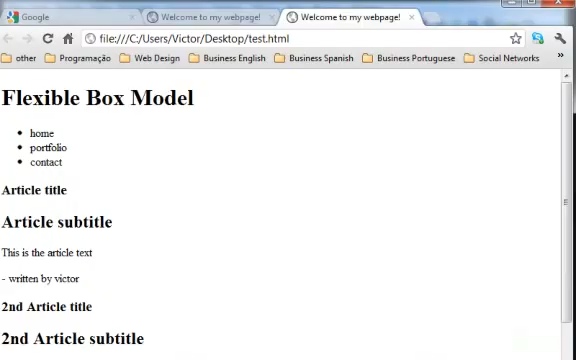 Google
Welcome to my webpage!
Welcome to my webpage!
file:///C:/Users/Victor/Desktop/test.html
other
Programação
Web Design
Business English
Business Spanish
Business Portuguese
Social Networks
»
Flexible Box Model
home
portfolio
contact
Article title
Article subtitle
This is the article text
- written by victor
2nd Article title
2nd Article subtitle